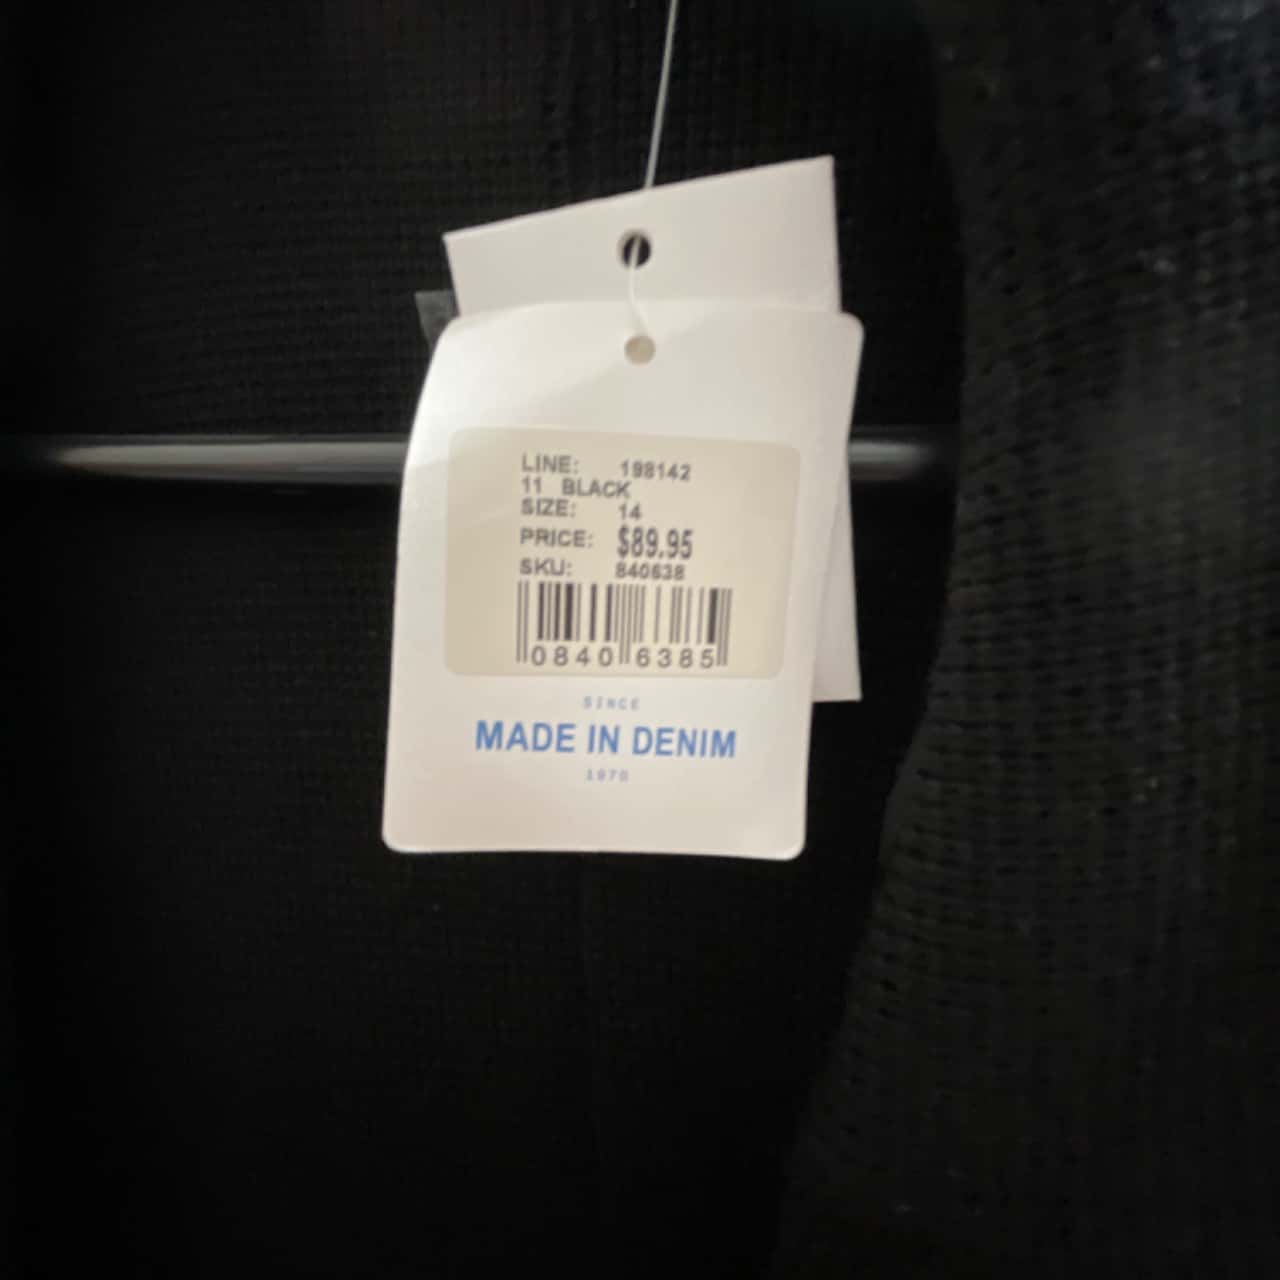 LINE: 198142
11 BLACK
SIZE: 14
PRICE: $89.95
SKU: 840638
0840 6385
SINCE
MADE IN DENIM
1970